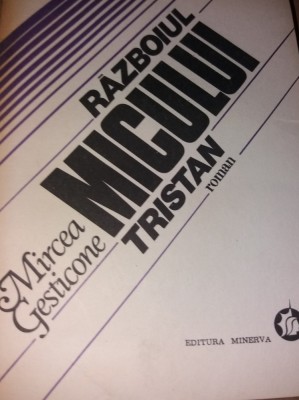 Mircea
Gesticone
RĂZBOIUL
MICULUI
TRISTAN
roman
EDITURA MINERVA